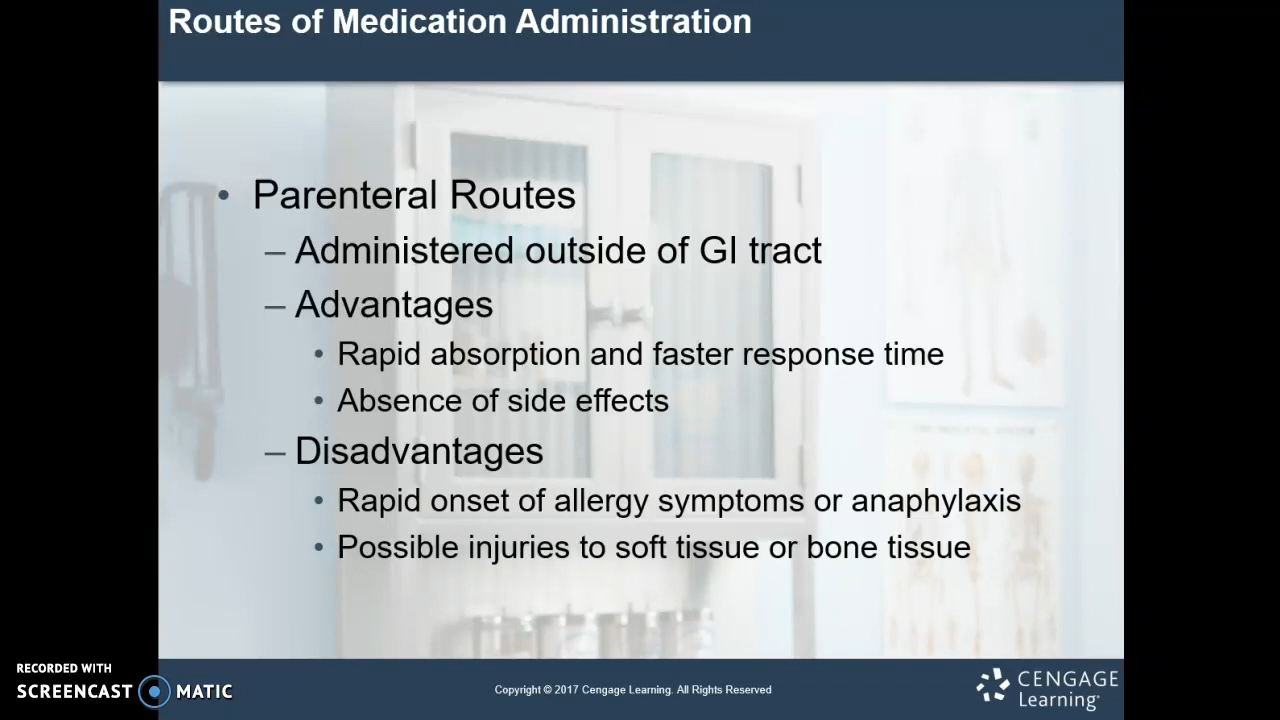 Routes of Medication Administration
• Parenteral Routes
– Administered outside of GI tract
– Advantages
• Rapid absorption and faster response time
• Absence of side effects
– Disadvantages
• Rapid onset of allergy symptoms or anaphylaxis
• Possible injuries to soft tissue or bone tissue
RECORDED WITH
SCREENCAST MATIC
Copyright © 2017 Cengage Learning. All Rights Reserved
CENGAGE
Learning™